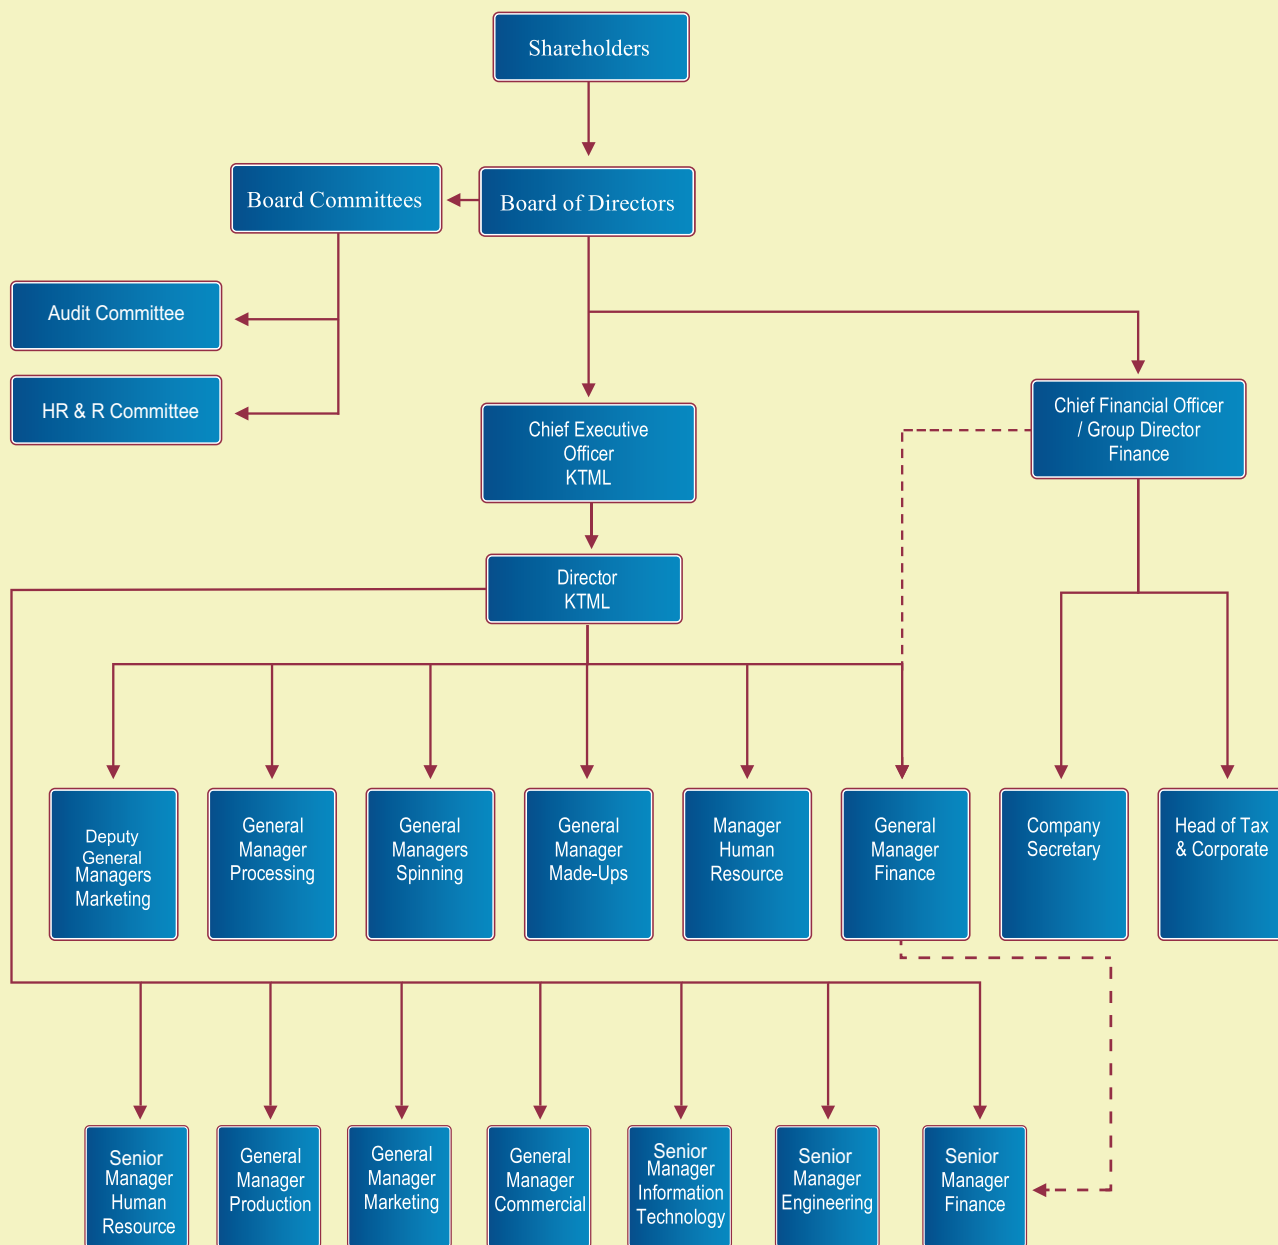 Shareholders
Board Committees
Board of Directors
Audit Committee
HR & R Committee
Chief Executive
Officer
KTML
Chief Financial Officer
/ Group Director
Finance
Director
KTML
Deputy
General
Managers
Marketing
General
Manager
Processing
General
Managers
Spinning
General
Manager
Made-Ups
Manager
Human
Resource
General
Manager
Finance
Company
Secretary
Head of Tax
& Corporate
Senior
Manager
Human
Resource
General
Manager
Production
General
Manager
Marketing
General
Manager
Commercial
Senior
Manager
Information
Technology
Senior
Manager
Engineering
Senior
Manager
Finance